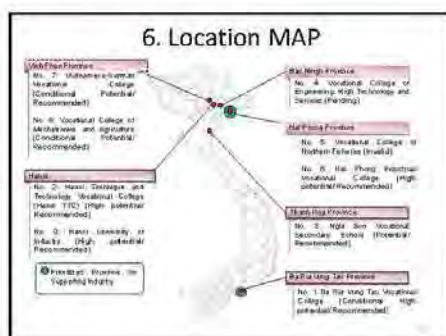 6. Location MAP
Vinh Phuc Province
No. 7: Vietnamese-German
Vocational College
(Conditional Potential/
Recommended)
No. 6: Vocational College of
Mechanics and Agriculture
(Conditional Potential/
Recommended)
Hanoi
No. 2: Hanoi Technique and
Technology Vocational College
(Hanoi TTC) (High potential/
Recommended)
Hanoi University of
Industry (High potential/
Recommended)
Prioritized Province for
Supporting Industry
Bac Ninh Province
No. 4: Vocational College of
Engineering, High Technology and
Services (Pending)
Hai Phong Province
No. 5: Vocational College of
Northern Fisheries (Invalid)
No. 8: Hai Phong Industrial
Vocational College (High
potential/Recommended)
Thanh Hoa Province
No. 3: Nghi Son Vocational
Secondary School (Potential/
Recommended)
Ba Ria Vung Tau Province
No. 1: Ba Ria Vung Tau Vocational
College (Conditional High
potential/Recommended)